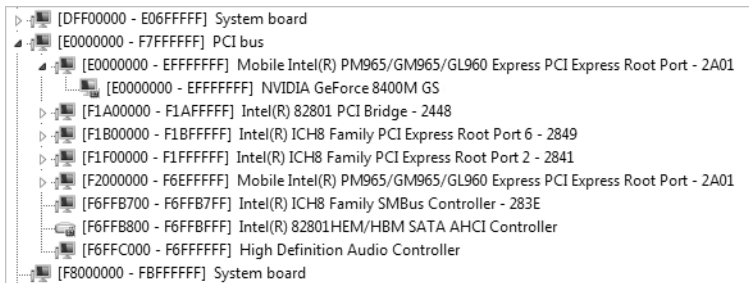 [DFF00000 - E06FFFFF] System board
[E0000000 - F7FFFFFF] PCI bus
[E0000000 - EFFFFFFF] Mobile Intel(R) PM965/GM965/GL960 Express PCI Express Root Port - 2A01
[E0000000 - EFFFFFFF] NVIDIA GeForce 8400M GS
[F1A00000 - F1AFFFFF] Intel(R) 82801 PCI Bridge - 2448
[F1B00000 - F1BFFFFF] Intel(R) ICH8 Family PCI Express Root Port 6 - 2849
[F1F00000 - F1FFFFFF] Intel(R) ICH8 Family PCI Express Root Port 2 - 2841
[F2000000 - F6EFFFFF] Mobile Intel(R) PM965/GM965/GL960 Express PCI Express Root Port - 2A01
[F6FFB700 - F6FFB7FF] Intel(R) ICH8 Family SMBus Controller - 283E
[F6FFB800 - F6FFBFFF] Intel(R) 82801HEM/HBM SATA AHCI Controller
[F6FFC000 - F6FFFFFF] High Definition Audio Controller
[F8000000 - FBFFFFFF] System board